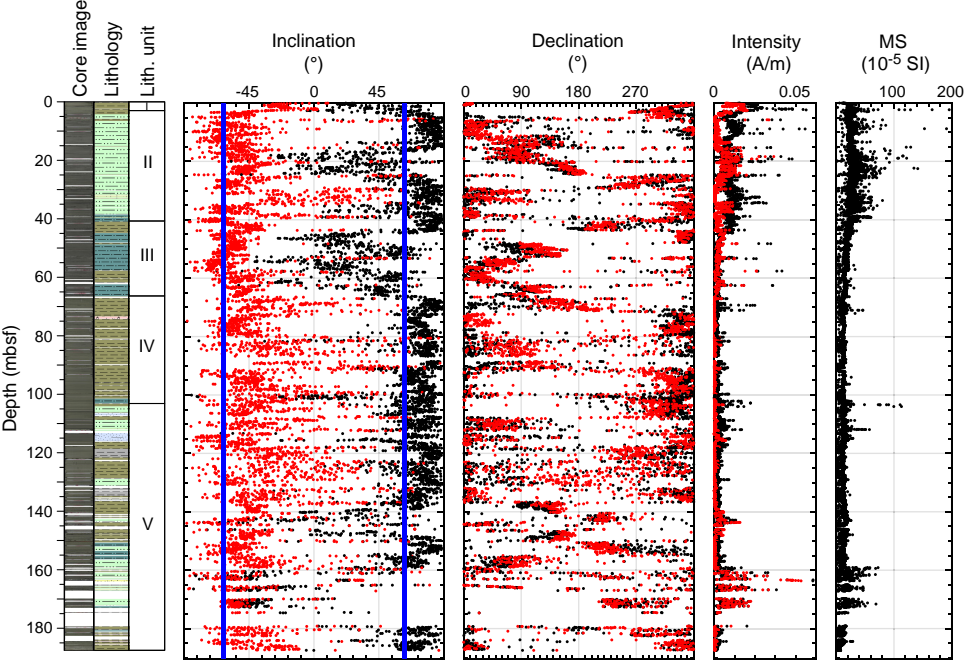 Core image
Lithology
Lith. unit
Inclination
(°)
Declination
(°)
Intensity
(A/m)
MS
(10-5 SI)
-45 0 45
0 90 180 270
0 0.05
100 200
Depth (mbsf)
0
20
40
60
80
100
120
140
160
180
I
II
III
IV
V